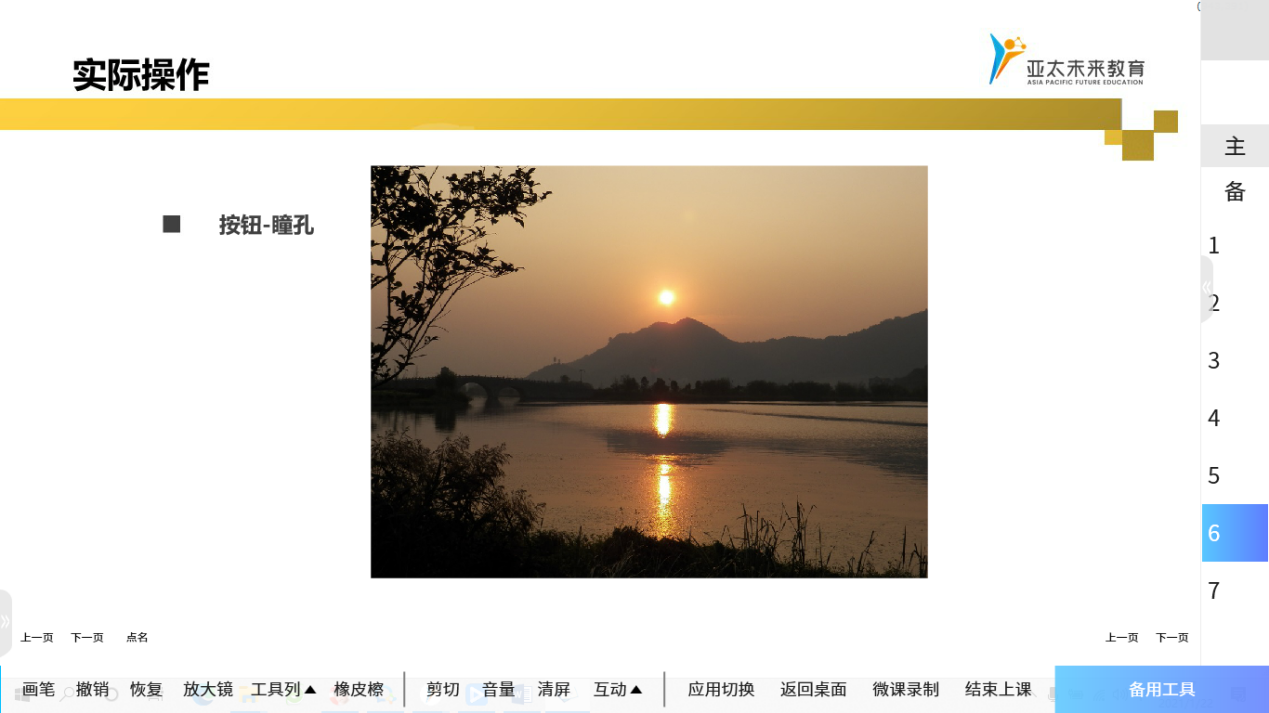 实际操作
亚太未来教育
ASIA PACIFIC FUTURE EDUCATION
主
备
按钮-瞳孔
1
2
3
4
5
6
7
上一页 下一页 点名
上一页 下一页
画笔 撤销 恢复 放大镜 工具列▲ 橡皮檫 剪切 音量 清屏 互动▲ 应用切换 返回桌面 微课录制 结束上课 备用工具